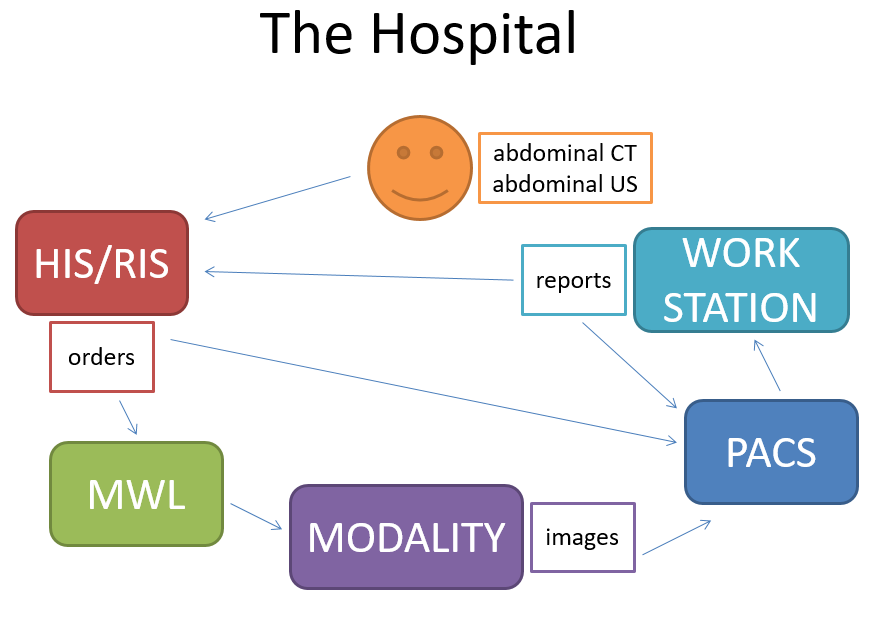 The Hospital
abdominal CT
abdominal US
HIS/RIS
reports
WORK
STATION
orders
PACS
MWL
MODALITY
images